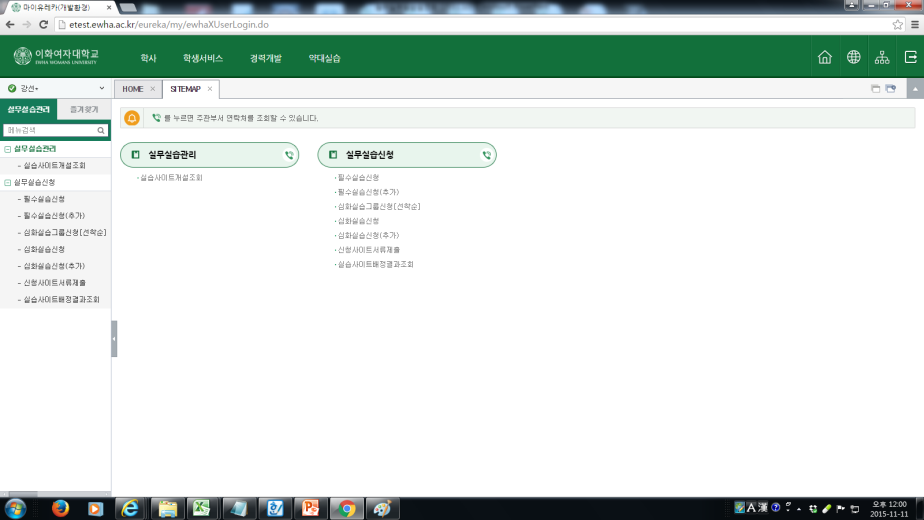 마이유레카(개발환경)
etest.ewha.ac.kr/eureka/my/ewhaXUserLogin.do
이화여자대학교
EWHA WOMANS UNIVERSITY
학사 학생서비스 경력개발 약대실습
강선*
HOME × SITEMAP ×
실무실습관리 즐겨찾기
를 누르면 주관부서 연락처를 조회할 수 있습니다.
메뉴검색
실무실습관리
- 실습사이트개설조회
실무실습신청
- 필수실습신청
- 필수실습신청(추가)
- 심화실습그룹신청[선착순]
- 심화실습신청
- 심화실습신청(추가)
- 신청사이트서류제출
- 실습사이트배정결과조회
실무실습관리
· 실습사이트개설조회
실무실습신청
· 필수실습신청
· 필수실습신청(추가)
· 심화실습그룹신청[선착순]
· 심화실습신청
· 심화실습신청(추가)
· 신청사이트서류제출
· 실습사이트배정결과조회
A 漢
오후 12:00
2015-11-11